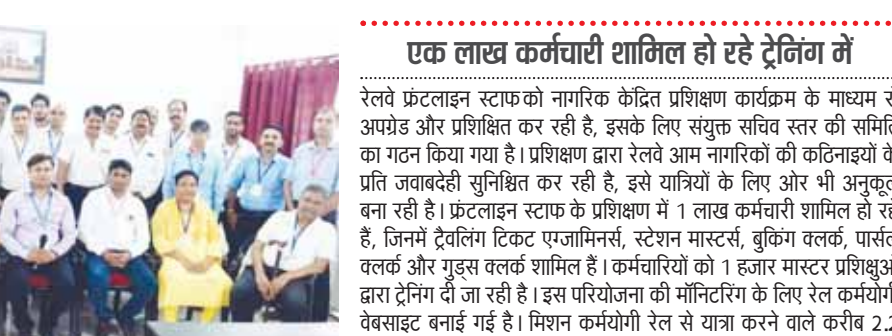 एक लाख कर्मचारी शामिल हो रहे ट्रेनिंग में
रेलवे फ्रंटलाइन स्टाफ को नागरिक केंद्रित प्रशिक्षण कार्यक्रम के माध्यम से
अपग्रेड और प्रशिक्षित कर रही है, इसके लिए संयुक्त सचिव स्तर की समिति
का गठन किया गया है। प्रशिक्षण द्वारा रेलवे आम नागरिकों की कठिनाइयों के
प्रति जवाबदेही सुनिश्चित कर रही है, इसे यात्रियों के लिए ओर भी अनुकूल
बना रही है। फ्रंटलाइन स्टाफ के प्रशिक्षण में 1 लाख कर्मचारी शामिल हो रहे
हैं, जिनमें ट्रैवलिंग टिकट एग्जामिनर्स, स्टेशन मास्टर्स, बुकिंग क्लर्क, पार्सल
क्लर्क और गुड्स क्लर्क शामिल हैं। कर्मचारियों को 1 हजार मास्टर प्रशिक्षुओं
द्वारा ट्रेनिंग दी जा रही है। इस परियोजना की मॉनिटरिंग के लिए रेल कर्मयोगी
वेबसाइट बनाई गई है। मिशन कर्मयोगी रेल से यात्रा करने वाले करीब